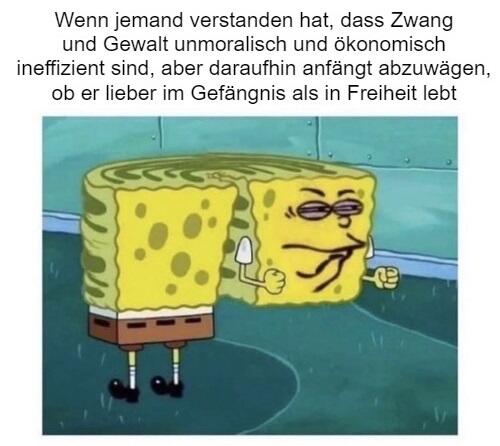 Wenn jemand verstanden hat, dass Zwang
und Gewalt unmoralisch und ökonomisch
ineffizient sind, aber daraufhin anfängt abzuwägen,
ob er lieber im Gefängnis als in Freiheit lebt